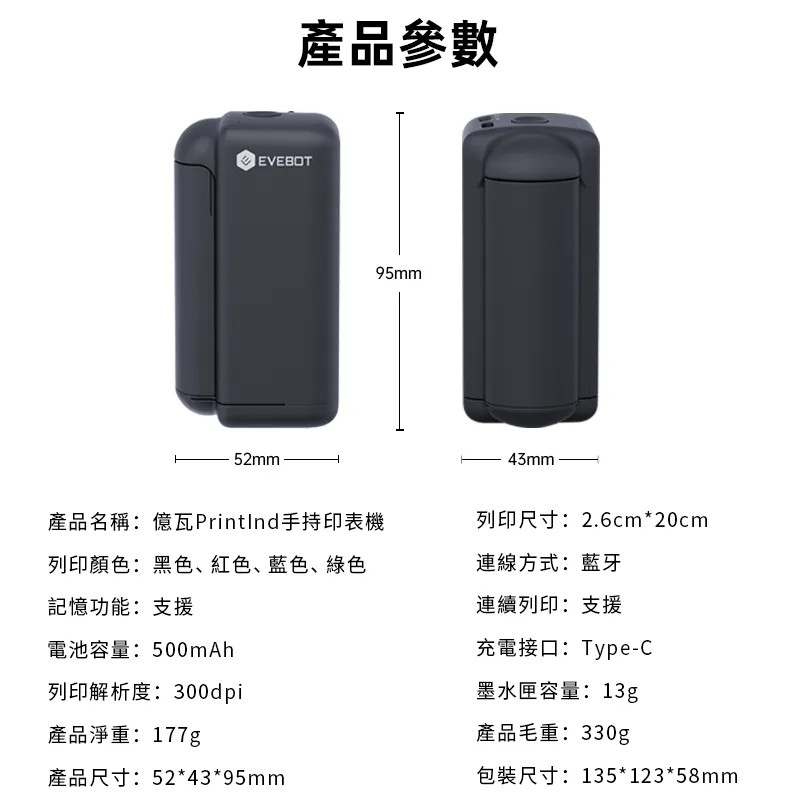 產品參數
EVEBOT
95mm
52mm
43mm
產品名稱：億瓦PrintInd手持印表機
列印顏色：黑色、紅色、藍色、綠色
記憶功能：支援
電池容量：500mAh
列印解析度：300dpi
產品淨重：177g
產品尺寸：52*43*95mm
列印尺寸：2.6cm*20cm
連線方式：藍牙
連續列印：支援
充電接口：Type-C
墨水匣容量：13g
產品毛重：330g
包裝尺寸：135*123*58mm